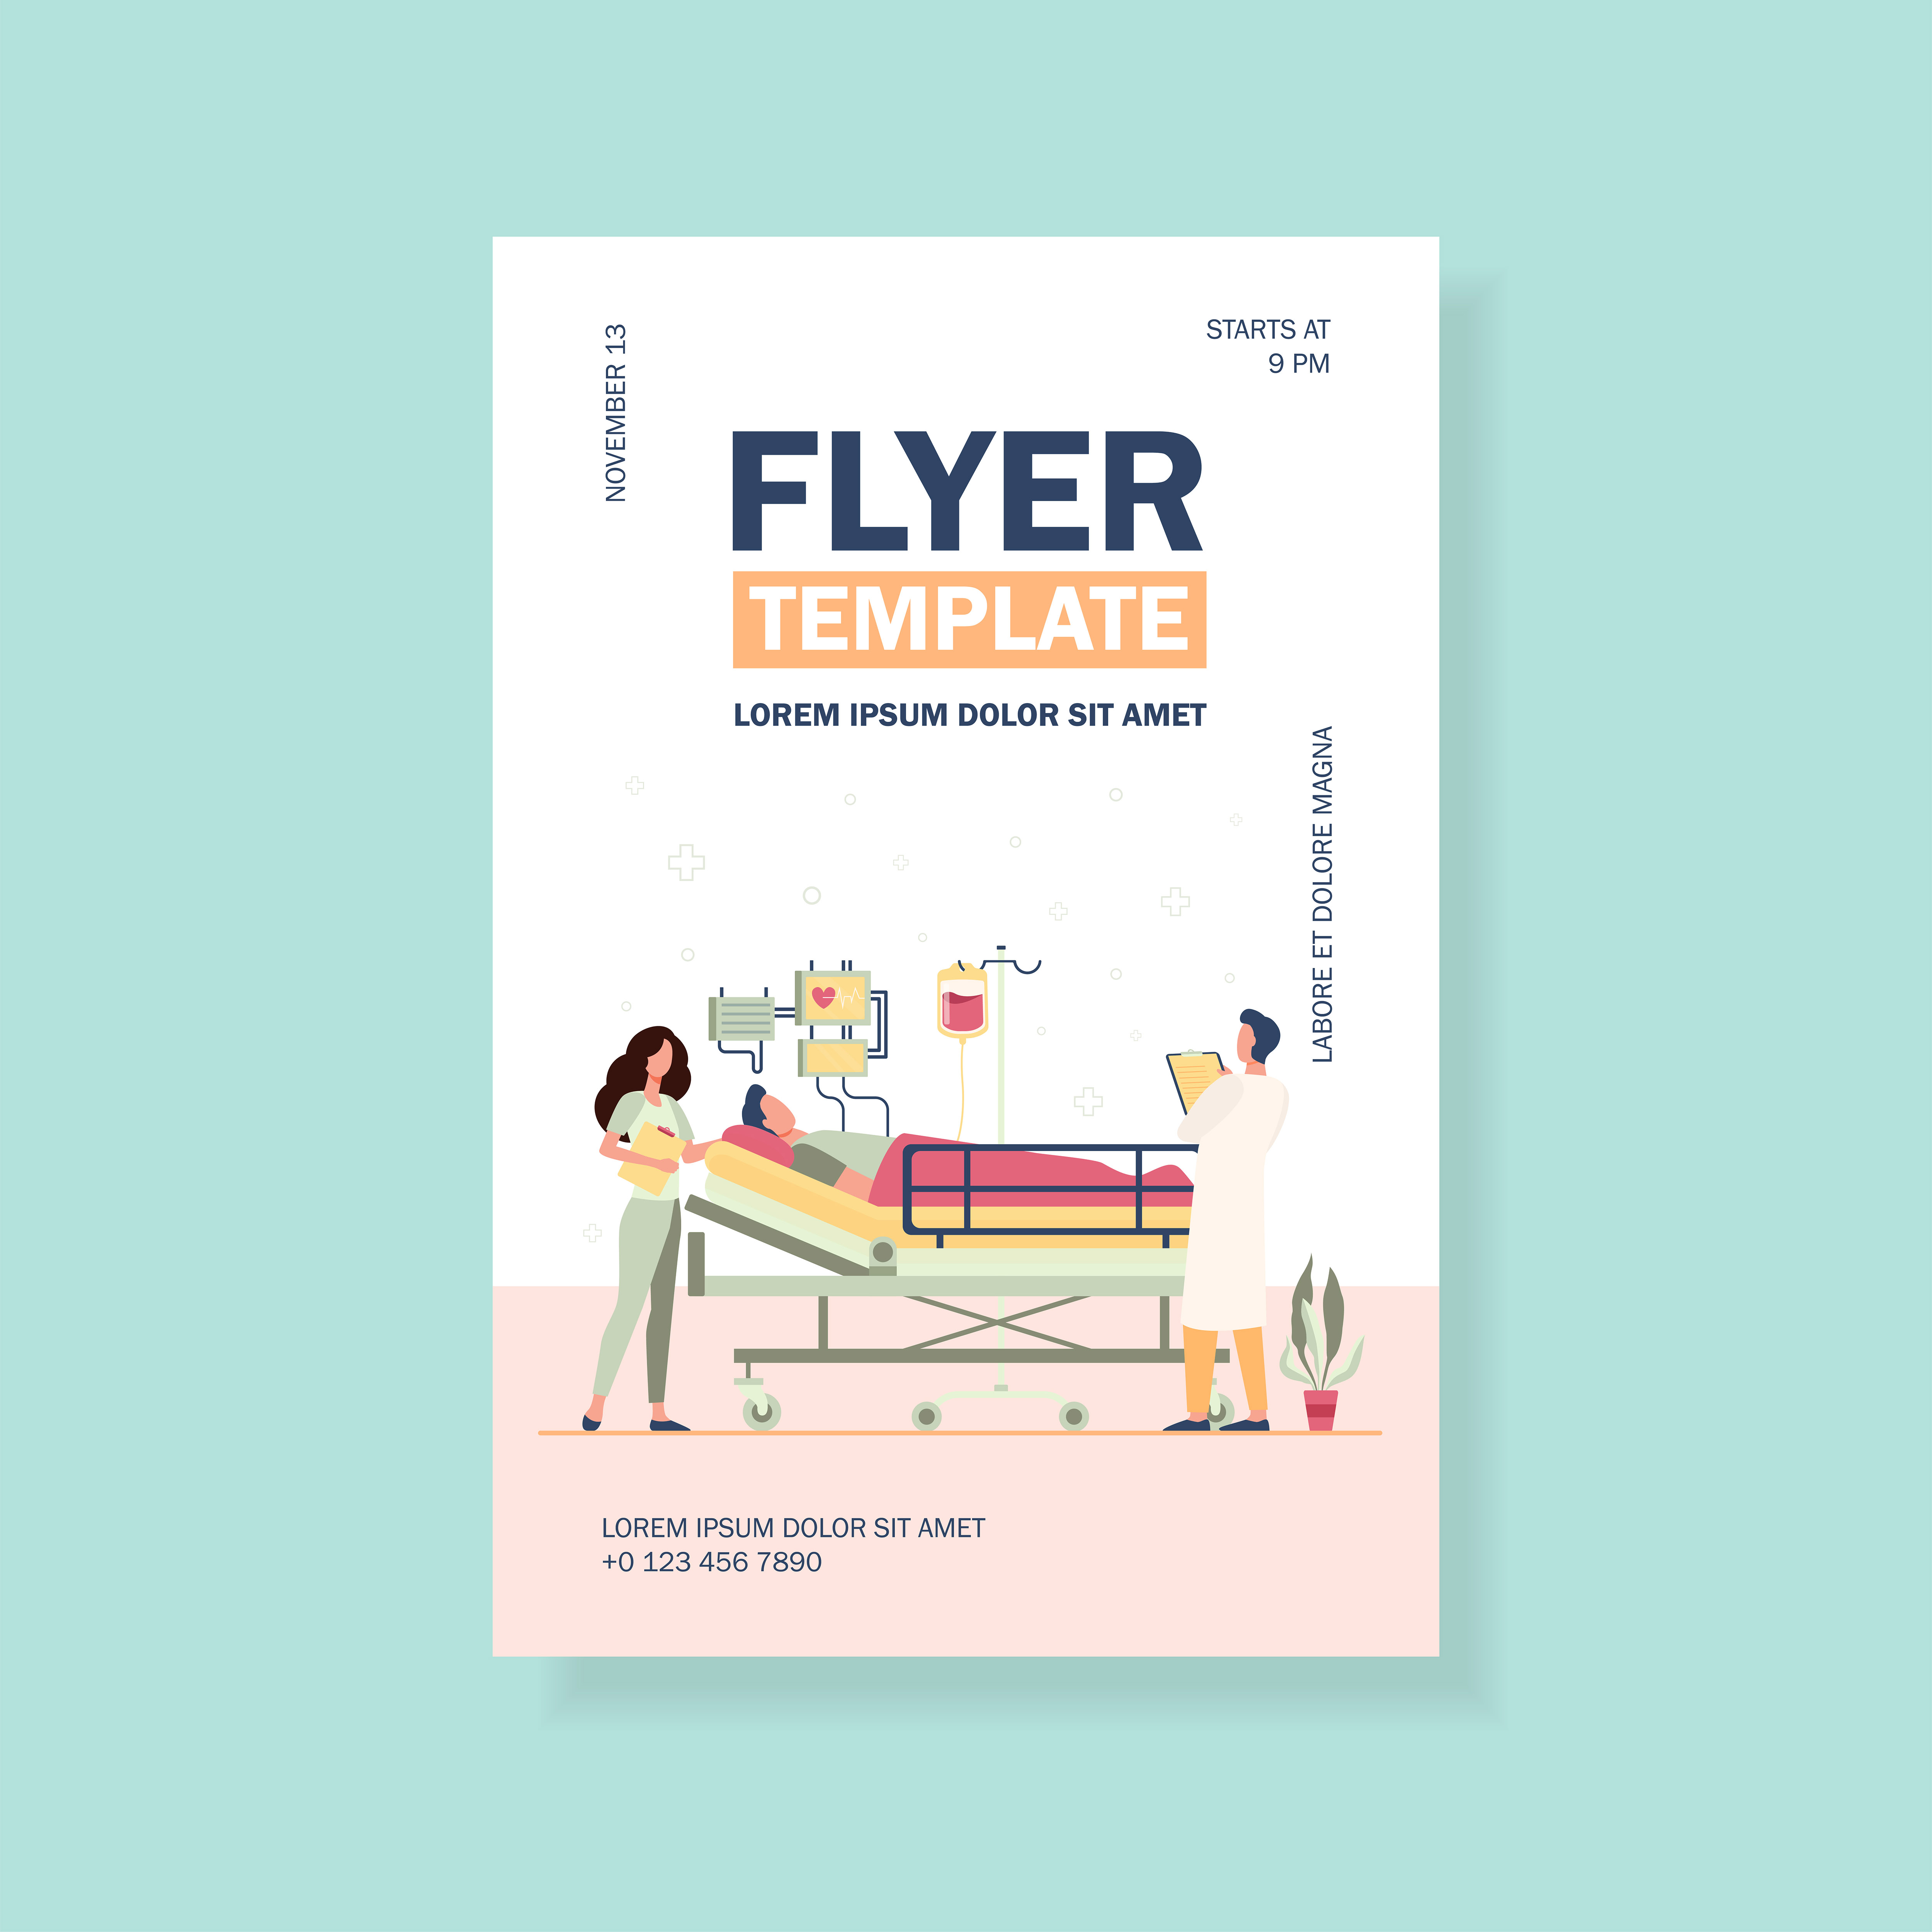 NOVEMBER 13
STARTS AT
9 PM
FLYER
TEMPLATE
LOREM IPSUM DOLOR SIT AMET
LABORE ET DOLORE MAGNA
LOREM IPSUM DOLOR SIT AMET
+0 123 456 7890